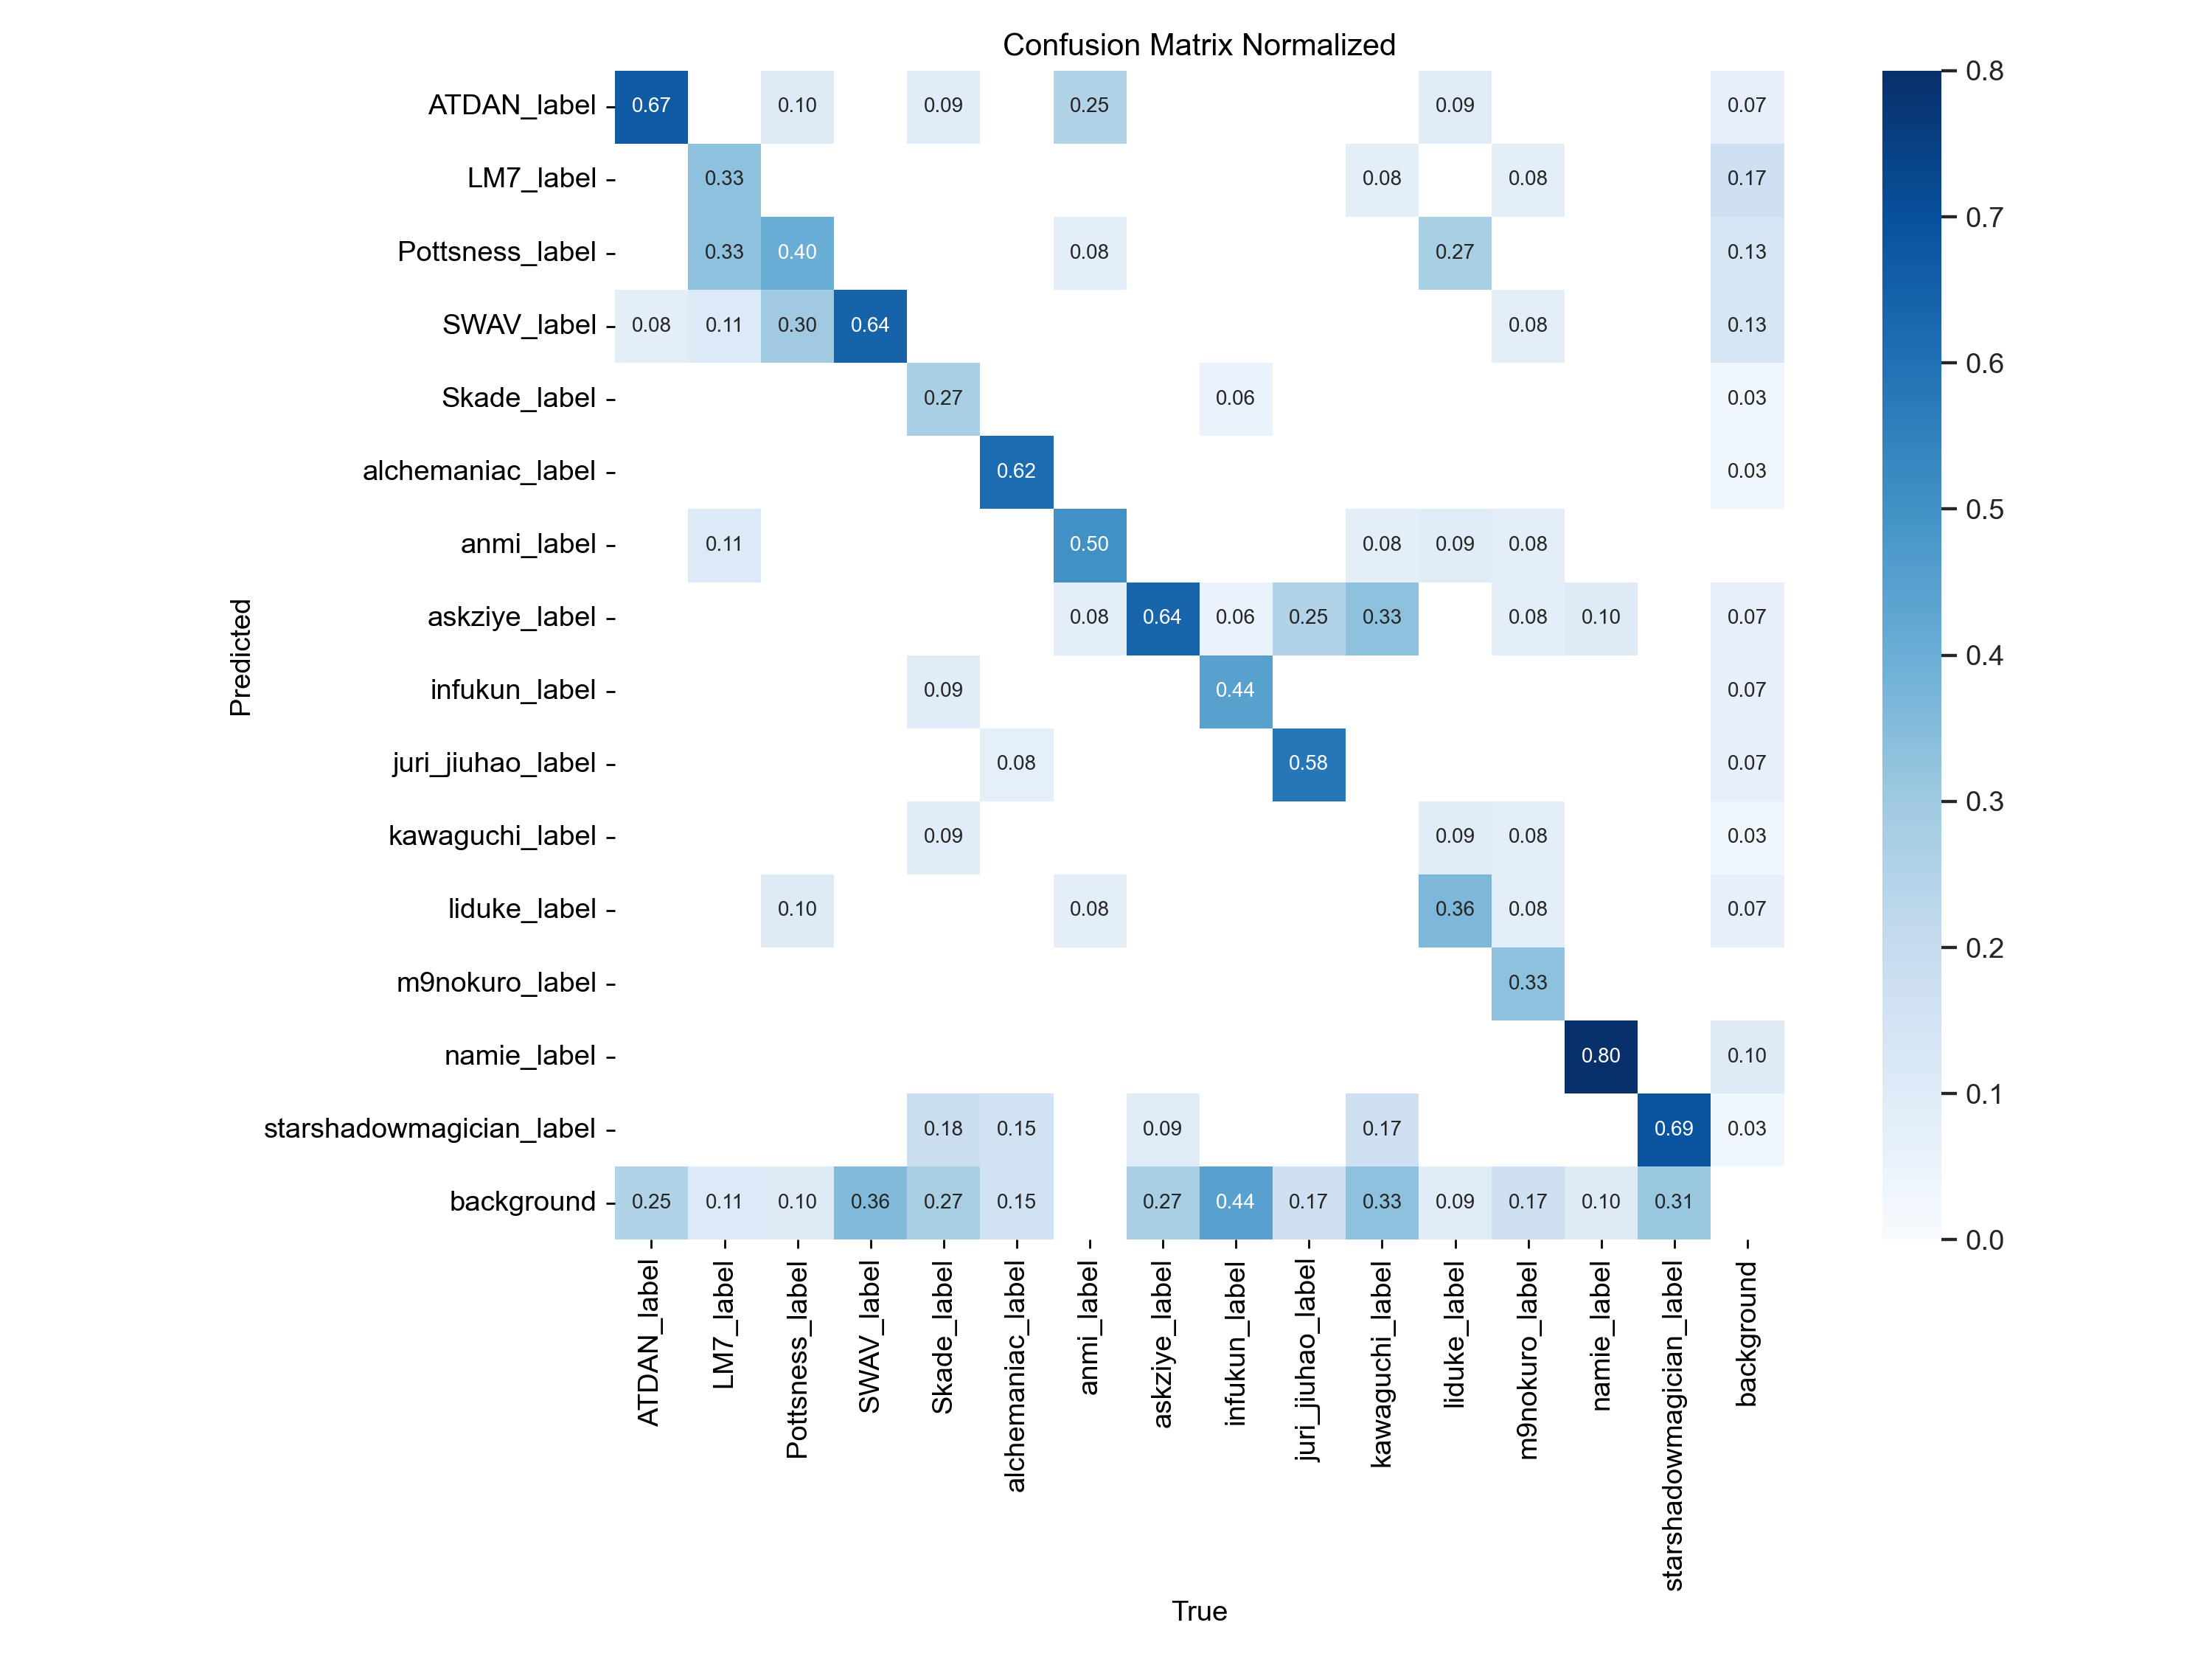 Confusion Matrix Normalized
ATDAN_label 0.67 0.10 0.09 0.25 0.09 0.07
LM7_label 0.33 0.08 0.08 0.17
Pottsness_label 0.33 0.40 0.08 0.27 0.13
SWAV_label 0.08 0.11 0.30 0.64 0.08 0.13
Skade_label 0.27 0.06 0.03
alchemaniac_label 0.62 0.03
anmi_label 0.11 0.50 0.08 0.09 0.08
askziye_label 0.08 0.64 0.06 0.25 0.33 0.08 0.10 0.07
infukun_label 0.09 0.44 0.07
juri_jiuhao_label 0.08 0.58 0.07
kawaguchi_label 0.09 0.09 0.08 0.03
liduke_label 0.10 0.08 0.36 0.08 0.07
m9nokuro_label 0.33
namie_label 0.80 0.10
starshadowmagician_label 0.18 0.15 0.09 0.17 0.69 0.03
background 0.25 0.11 0.10 0.36 0.27 0.15 0.27 0.44 0.17 0.33 0.09 0.17 0.10 0.31
Predicted
ATDAN_label
LM7_label
Pottsness_label
SWAV_label
Skade_label
alchemaniac_label
anmi_label
askziye_label
infukun_label
juri_jiuhao_label
kawaguchi_label
liduke_label
m9nokuro_label
namie_label
starshadowmagician_label
background
True
0.8
0.7
0.6
0.5
0.4
0.3
0.2
0.1
0.0